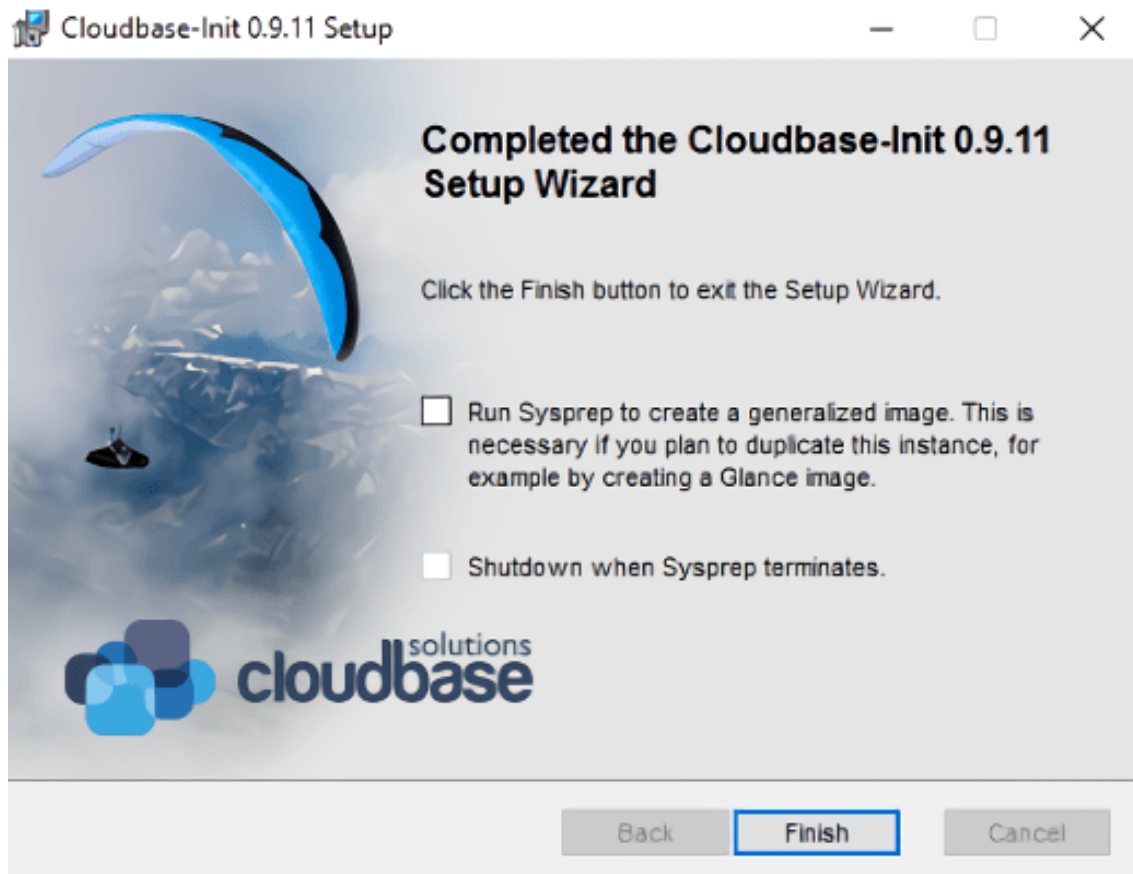 Cloudbase-Init 0.9.11 Setup
Completed the Cloudbase-Init 0.9.11
Setup Wizard
Click the Finish button to exit the Setup Wizard.
Run Sysprep to create a generalized image. This is
necessary if you plan to duplicate this instance, for
example by creating a Glance image.
Shutdown when Sysprep terminates.
solutions
cloudbase
Back
Finish
Cancel